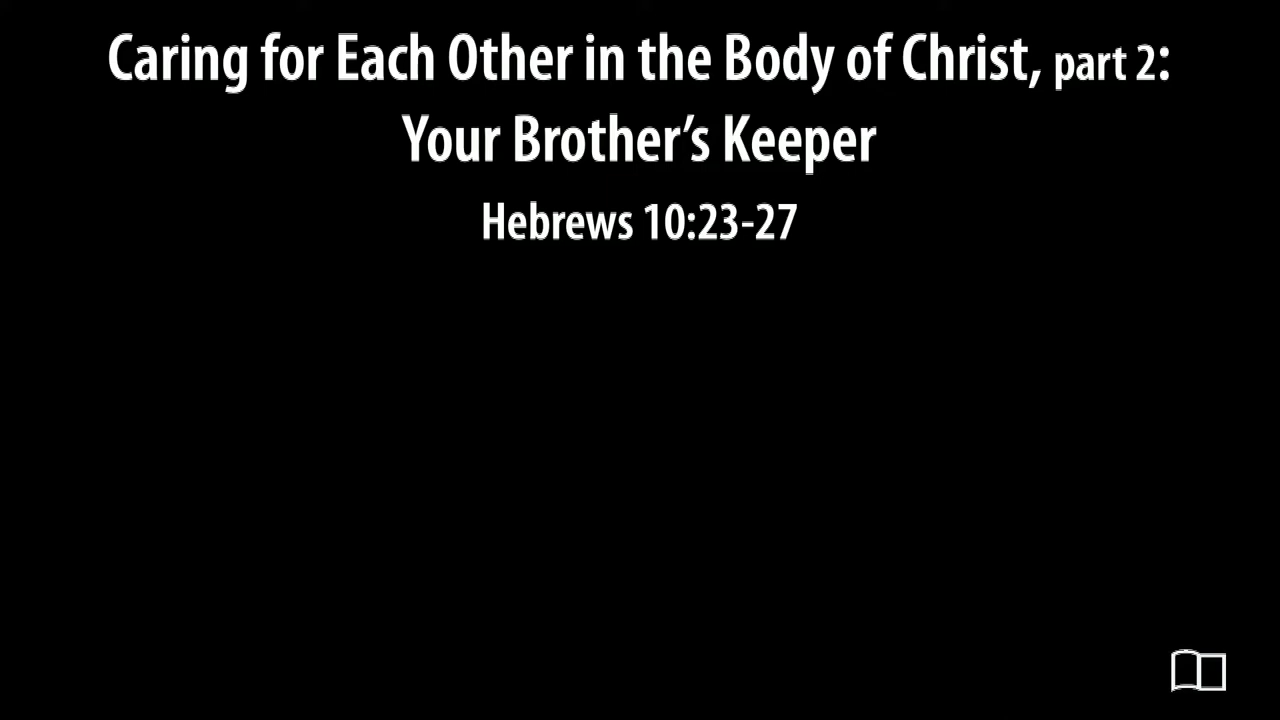 Caring for Each Other in the Body of Christ, part 2:
Your Brother’s Keeper
Hebrews 10:23-27